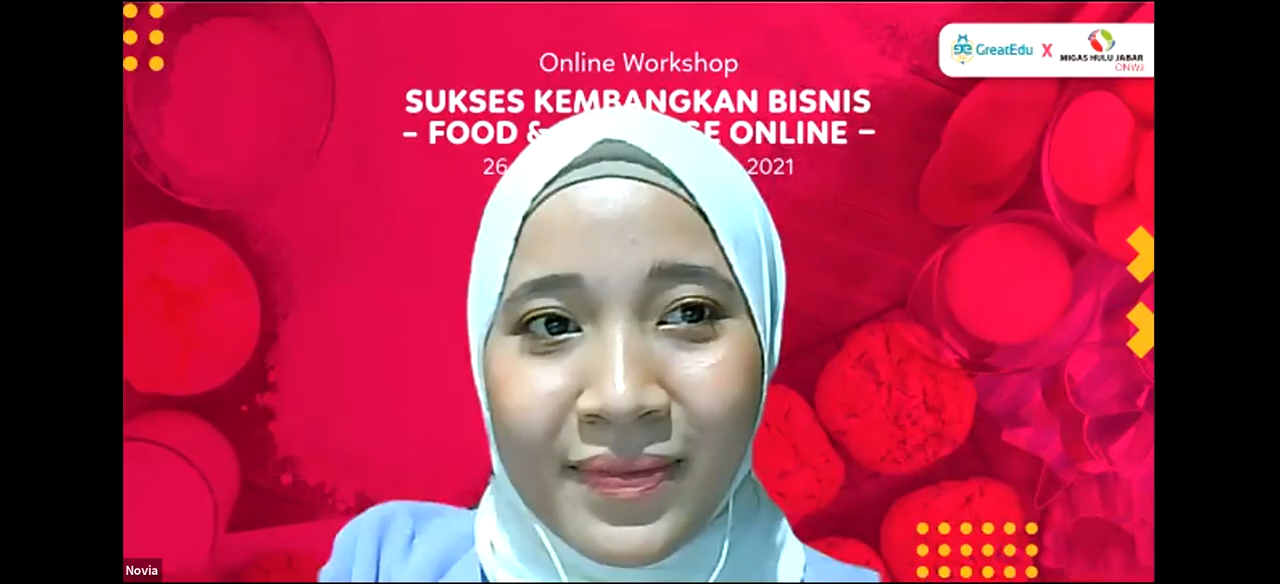 Online Workshop
GreatEdu X MIGAS HULU JABAR
ONWJ
SUKSES KEMBANGKAN BISNIS
- FOOD & ONLINE -
26 2021
Novia